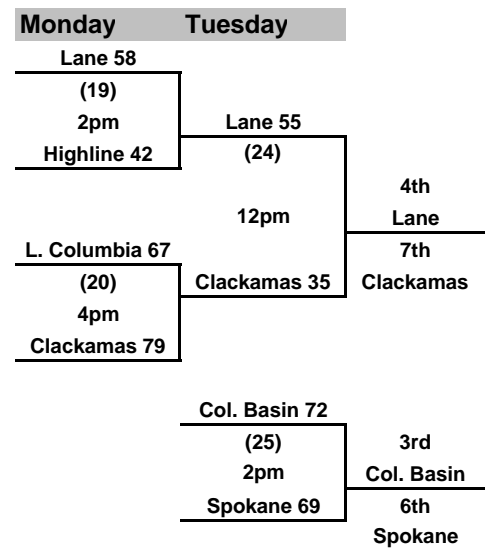 Monday Tuesday
Lane 58
(19)
2pm Lane 55
Highline 42 (24)
4th
12pm Lane
L. Columbia 67 7th
(20) Clackamas 35 Clackamas
4pm
Clackamas 79
Col. Basin 72
(25) 3rd
2pm Col. Basin
Spokane 69 6th
Spokane